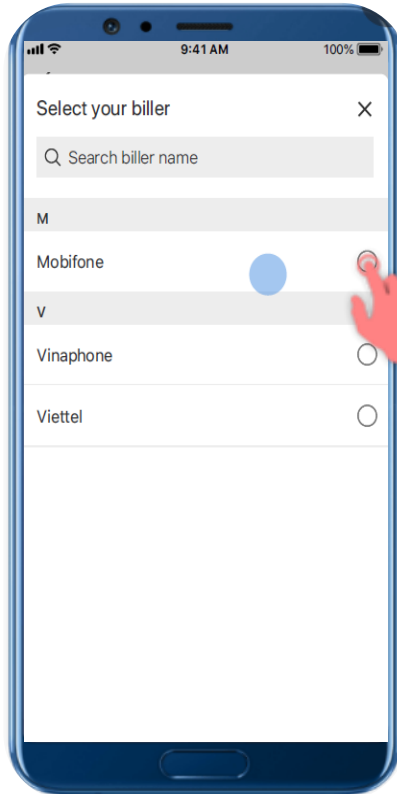 9:41 AM
100%
Select your biller
Search biller name
M
Mobifone
V
Vinaphone
Viettel